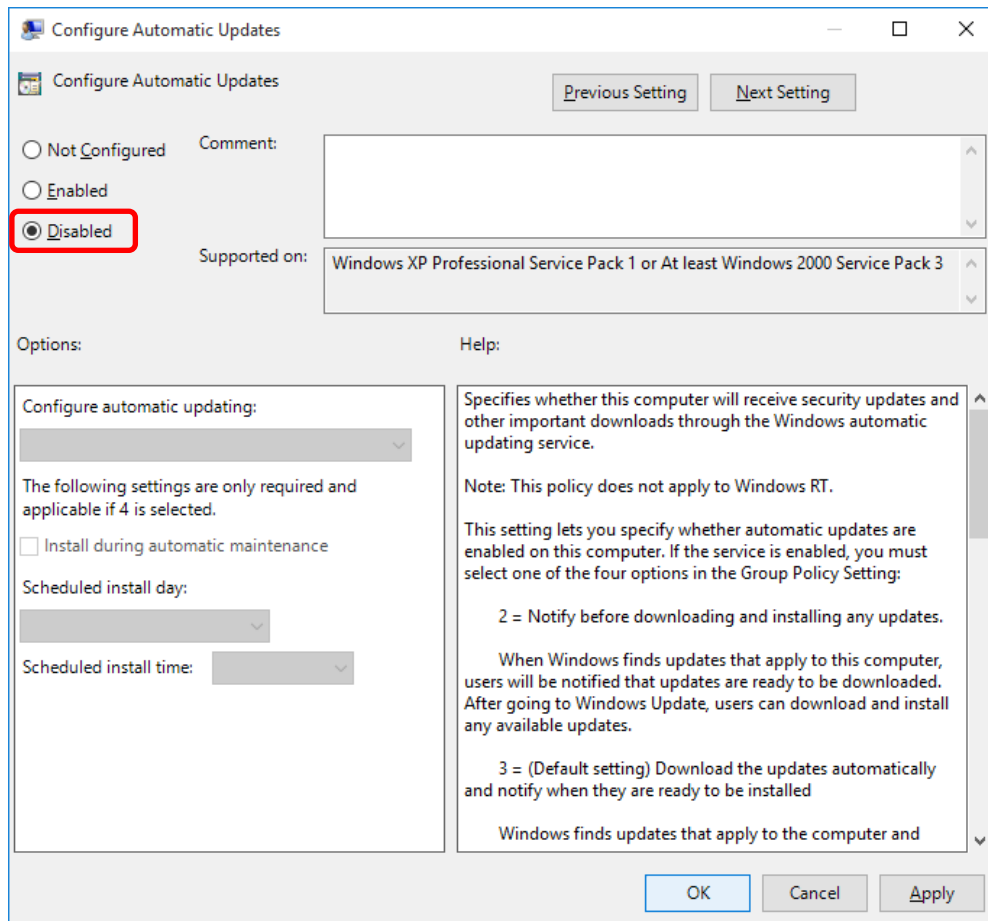 Configure Automatic Updates
Configure Automatic Updates
Previous Setting
Next Setting
Not Configured
Comment:
Enabled
Disabled
Supported on:
Windows XP Professional Service Pack 1 or At least Windows 2000 Service Pack 3
Options:
Help:
Configure automatic updating:
The following settings are only required and
applicable if 4 is selected.
Install during automatic maintenance
Scheduled install day:
Scheduled install time:
Specifies whether this computer will receive security updates and
other important downloads through the Windows automatic
updating service.
Note: This policy does not apply to Windows RT.
This setting lets you specify whether automatic updates are
enabled on this computer. If the service is enabled, you must
select one of the four options in the Group Policy Setting:
2 = Notify before downloading and installing any updates.
When Windows finds updates that apply to this computer,
users will be notified that updates are ready to be downloaded.
After going to Windows Update, users can download and install
any available updates.
3 = (Default setting) Download the updates automatically
and notify when they are ready to be installed
Windows finds updates that apply to the computer and
OK
Cancel
Apply